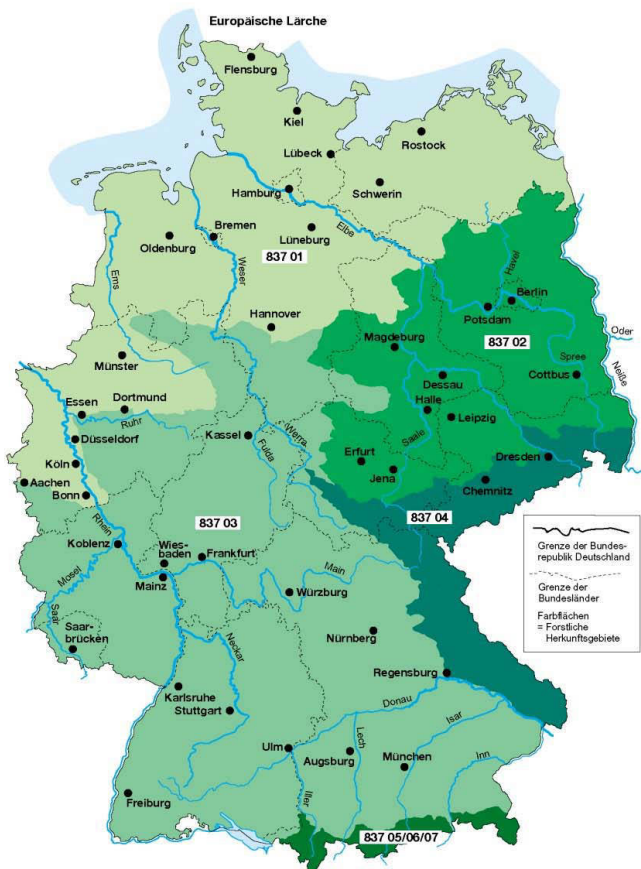 Europäische Lärche
Flensburg
Kiel
Rostock
Lübeck
Hamburg
Schwerin
Bremen
Oldenburg
Lüneburg
Elbe
Ems
Weser
837 01
Havel
Hannover
Berlin
Potsdam
Magdeburg
837 02
Oder
Münster
Spree
Neiße
Dessau
Cottbus
Essen
Dortmund
Halle
Ruhr
Leipzig
Düsseldorf
Kassel
Werra
Fulda
Saale
Köln
Erfurt
Dresden
Aachen
Jena
Bonn
Chemnitz
837 04
Rhein
837 03
Koblenz
Wies-
baden
Frankfurt
Mosel
Main
Mainz
Würzburg
Saar
Saar-
brücken
Nürnberg
Neckar
Regensburg
Karlsruhe
Stuttgart
Donau
Isar
Lech
Inn
Ulm
Augsburg
München
Iller
Freiburg
837 05/06/07
Grenze der Bundes-
republik Deutschland
Grenze der
Bundesländer
Farbflächen
= Forstliche
Herkunftsgebiete